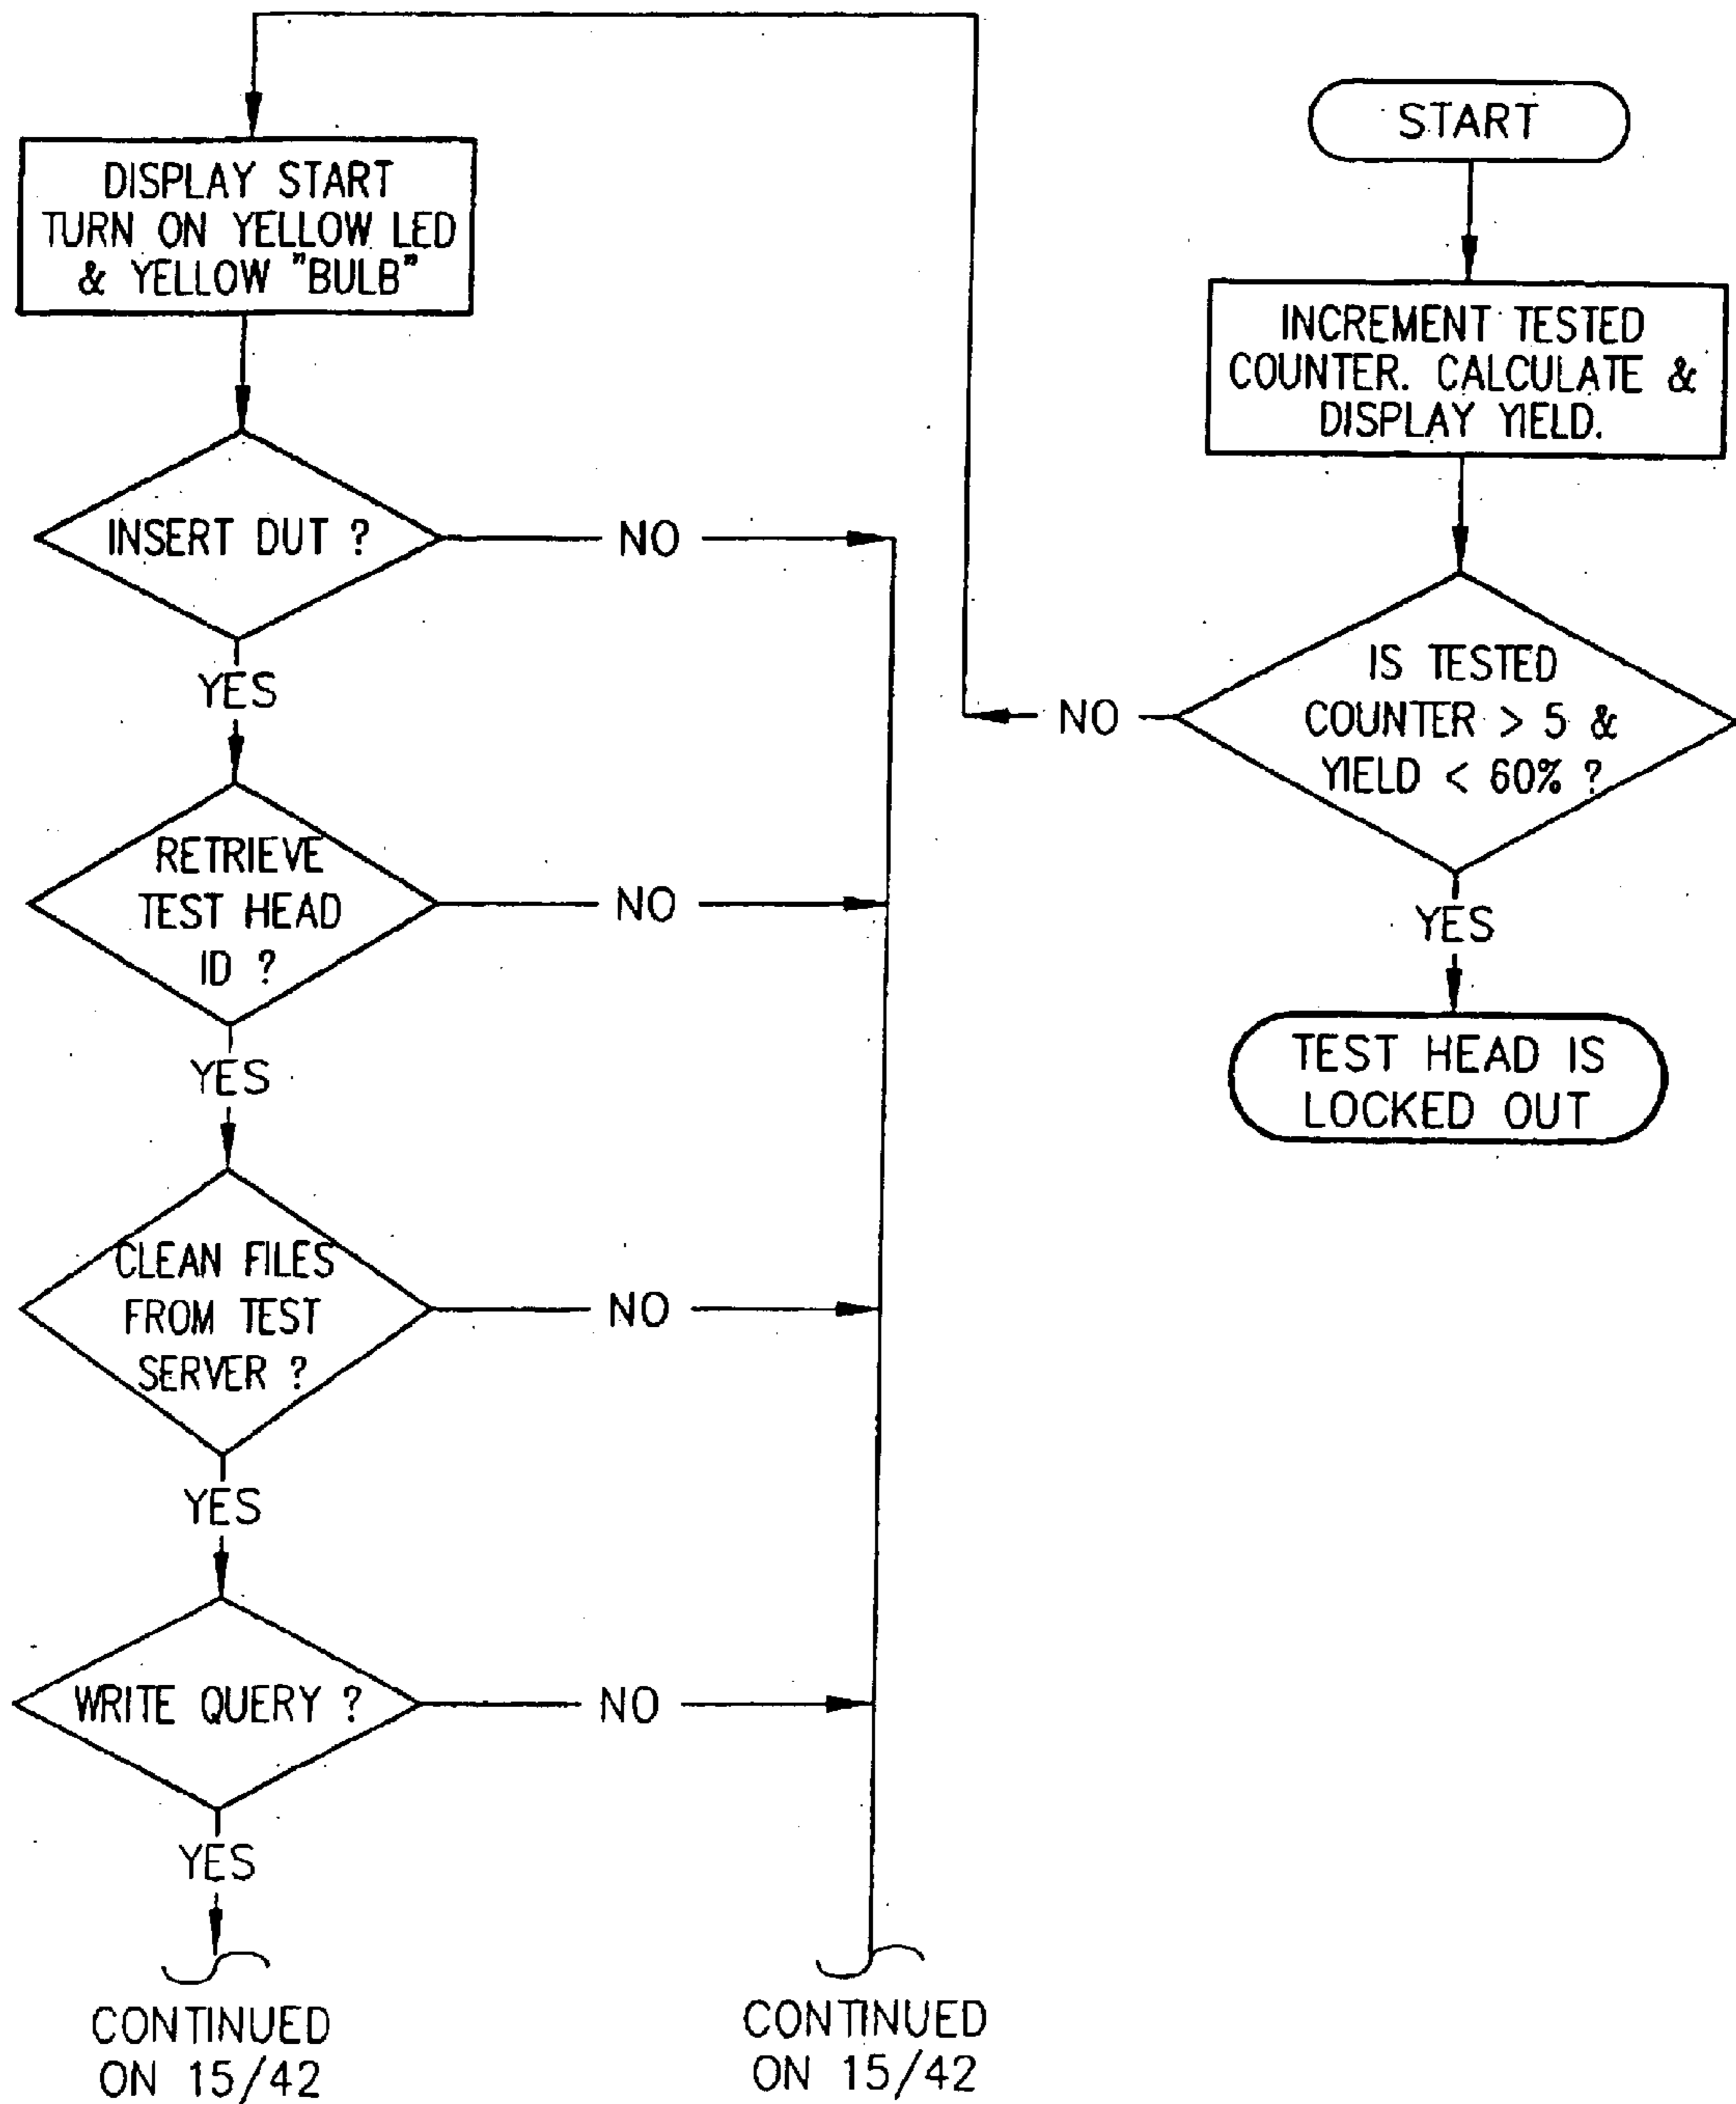 START
INCREMENT TESTED
COUNTER. CALCULATE &
DISPLAY YIELD.
IS TESTED
COUNTER > 5 &
YIELD < 60% ?
NO
YES
TEST HEAD IS
LOCKED OUT
DISPLAY START
TURN ON YELLOW LED
& YELLOW "BULB"
INSERT DUT ?
NO
YES
RETRIEVE
TEST HEAD
ID ?
NO
YES
CLEAN FILES
FROM TEST
SERVER ?
NO
YES
WRITE QUERY ?
NO
YES
CONTINUED
ON 15/42
CONTINUED
ON 15/42